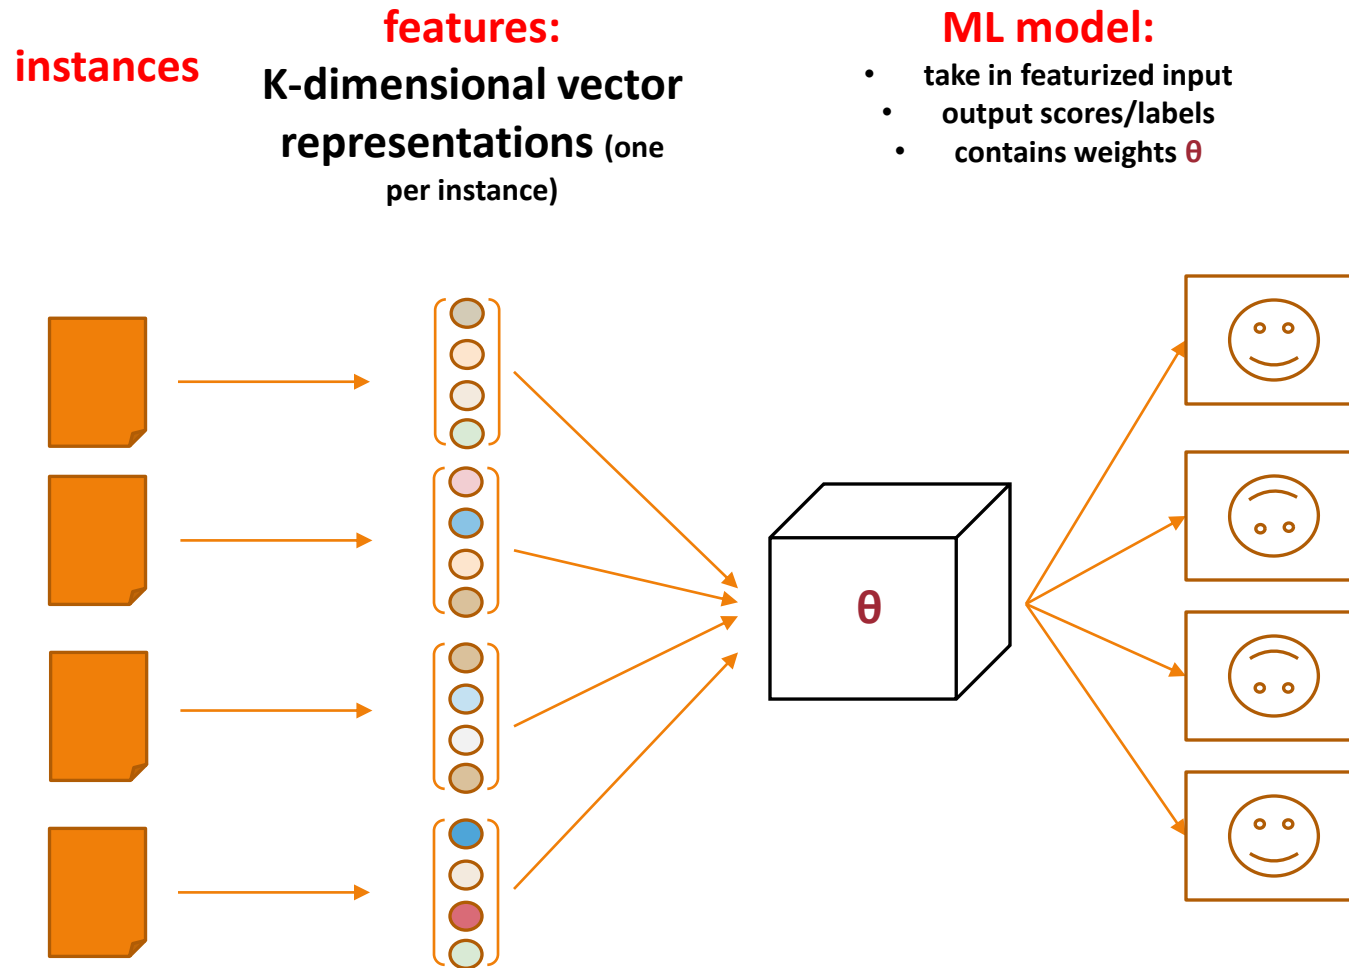 instances
features:
K-dimensional vector
representations (one
per instance)
ML model:
• take in featurized input
• output scores/labels
• contains weights θ
θ